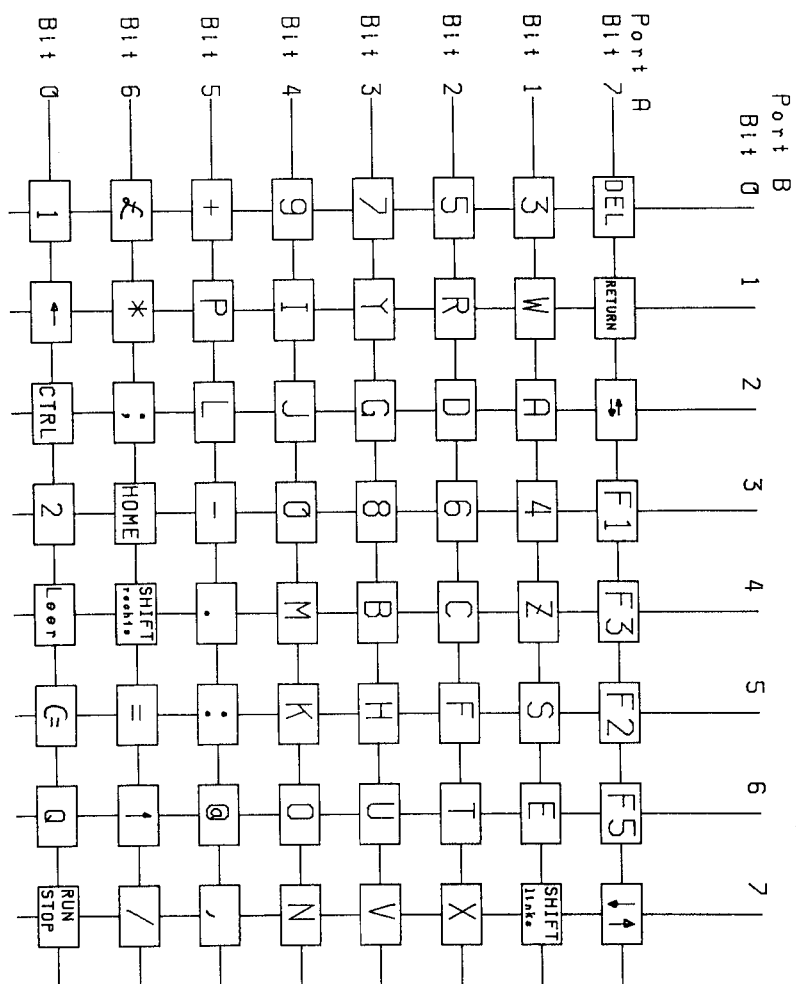 Port B
Bit 0 1 2 3 4 5 6 7
Port A
Bit 7 DEL RETURN ⇆ F1 F3 F2 F5 ⇅
Bit 1 3 W A 4 Z S E SHIFT links
Bit 2 5 R D 6 C F T X
Bit 3 7 Y G 8 B H U V
Bit 4 9 I J 0 M K O N
Bit 5 + P L - . : @ ,
Bit 6 £ * ; HOME SHIFT rechts = ↑ /
Bit 0 1 ← CTRL 2 Leer C= Q RUN STOP